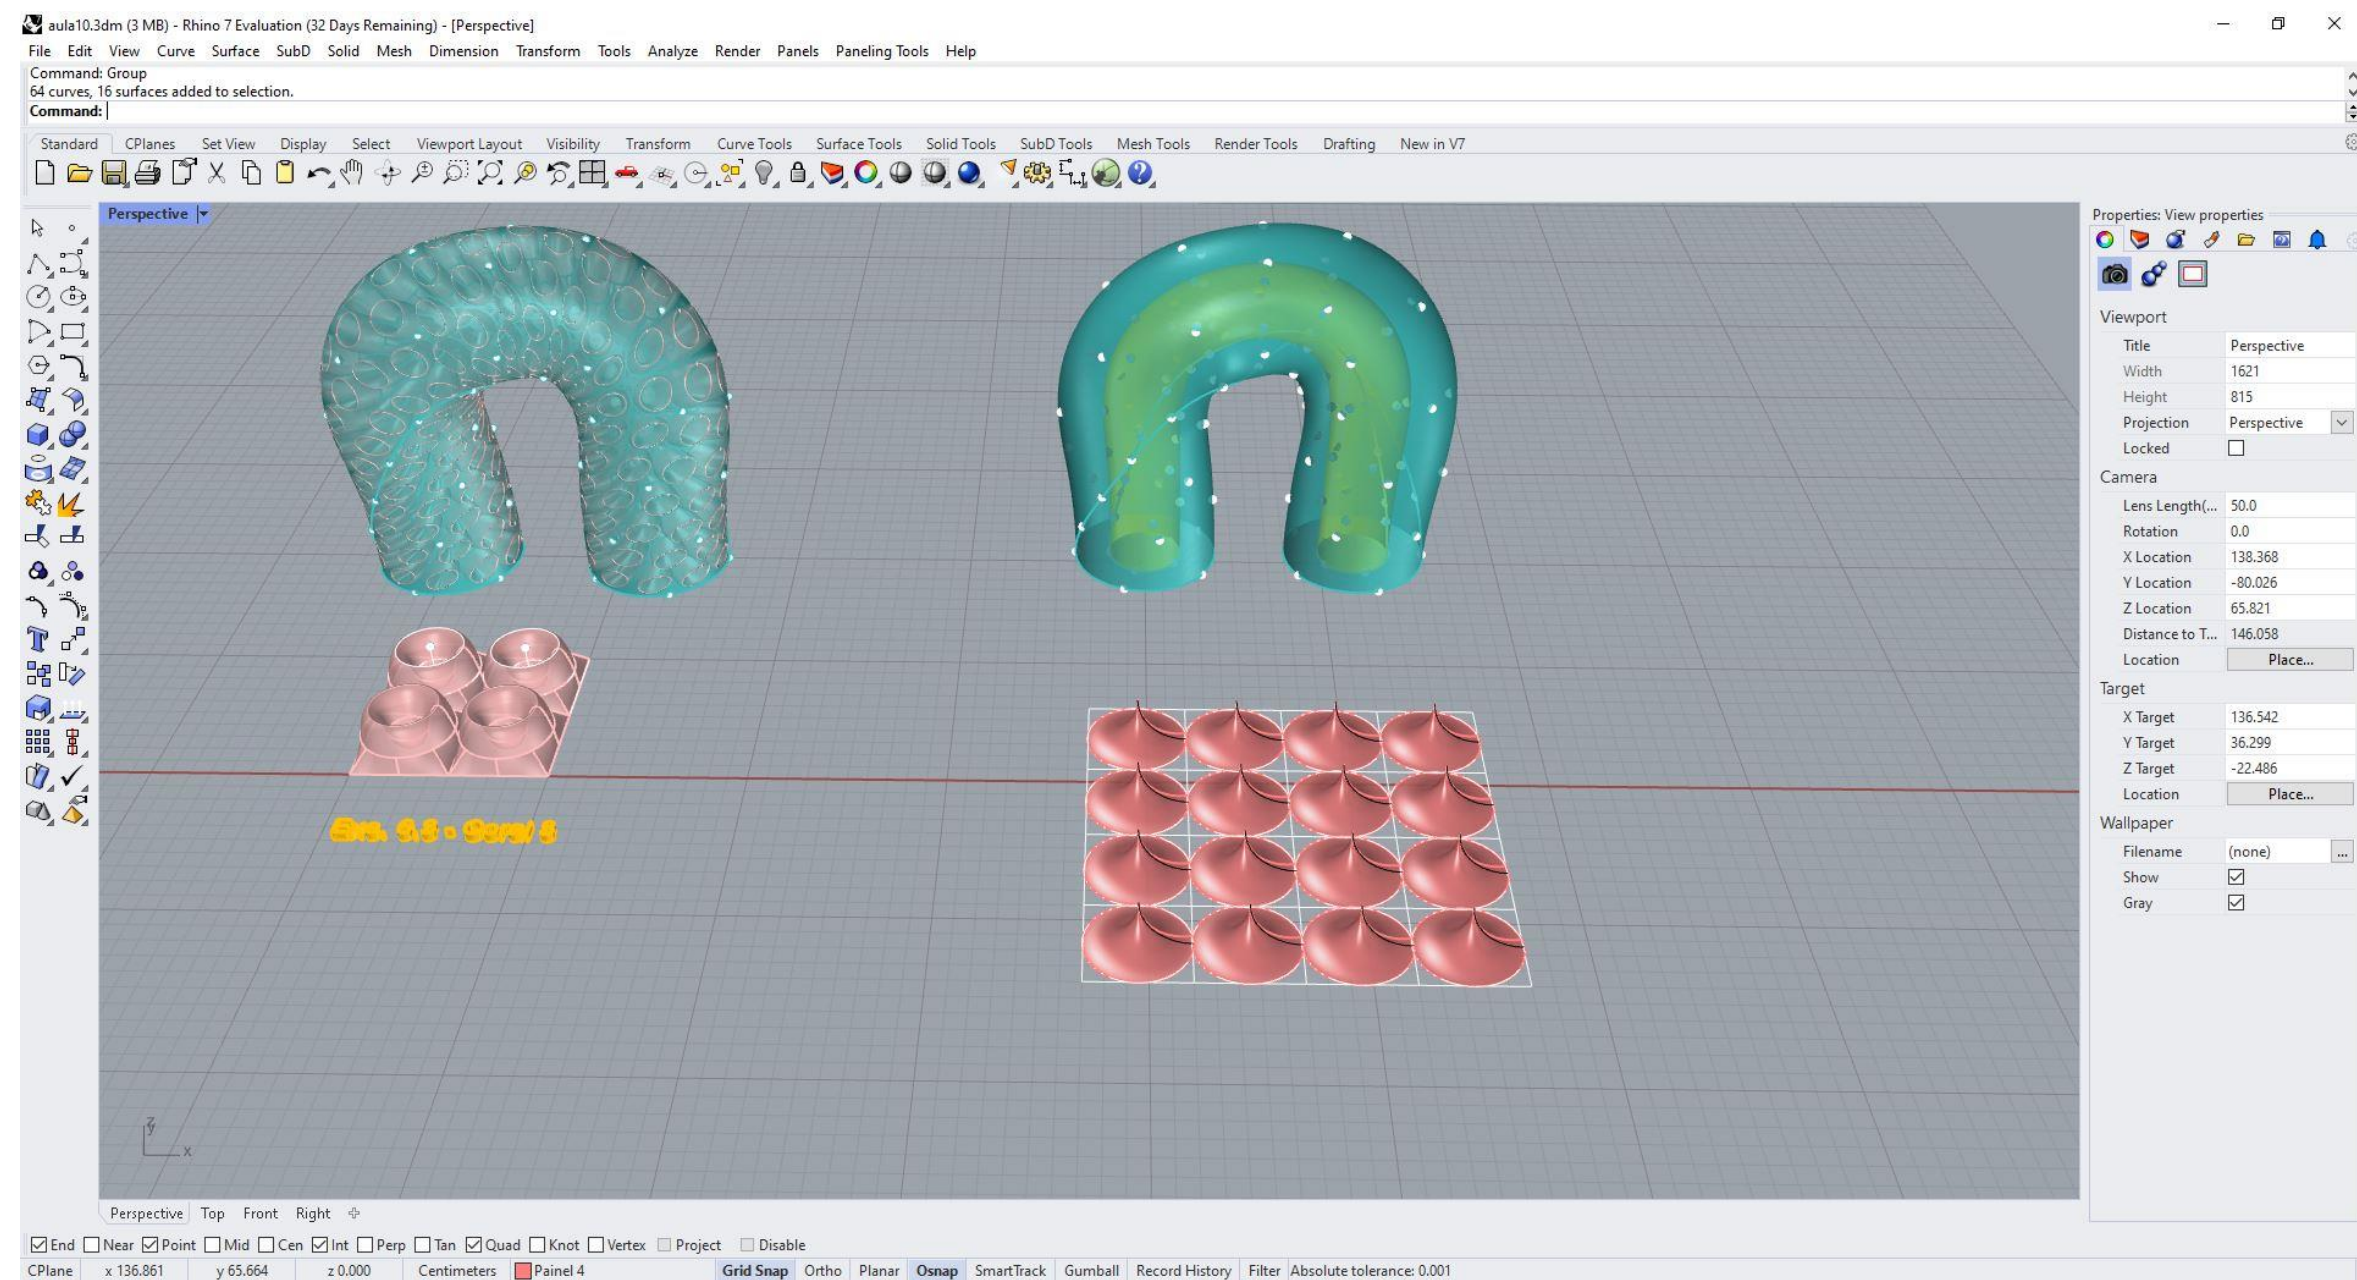 aula10.3dm (3 MB) - Rhino 7 Evaluation (32 Days Remaining) - [Perspective]
File Edit View Curve Surface SubD Solid Mesh Dimension Transform Tools Analyze Render Panels Paneling Tools Help
Command: Group
64 curves, 16 surfaces added to selection.
Command:
Standard CPlanes Set View Display Select Viewport Layout Visibility Transform Curve Tools Surface Tools Solid Tools SubD Tools Mesh Tools Render Tools Drafting New in V7
Perspective
Properties: View properties
Viewport
Title Perspective
Width 1621
Height 815
Projection Perspective
Locked
Camera
Lens Length(... 50.0
Rotation 0.0
X Location 138.368
Y Location -80.026
Z Location 65.821
Distance to T... 146.058
Location Place...
Target
X Target 136.542
Y Target 36.299
Z Target -22.486
Location Place...
Wallpaper
Filename (none) ...
Show
Gray
z
y
x
Perspective Top Front Right
End Near Point Mid Cen Int Perp Tan Quad Knot Vertex Project Disable
CPlane x 136.861 y 65.664 z 0.000 Centimeters Painel 4 Grid Snap Ortho Planar Osnap SmartTrack Gumball Record History Filter Absolute tolerance: 0.001